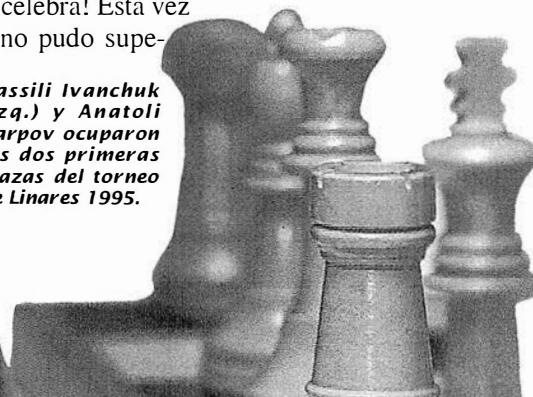 celebra! Esta vez
no pudo supe-
assili Ivanchuk
zq.) y Anatoli
arpov ocuparon
s dos primeras
azas del torneo
e Linares 1995.